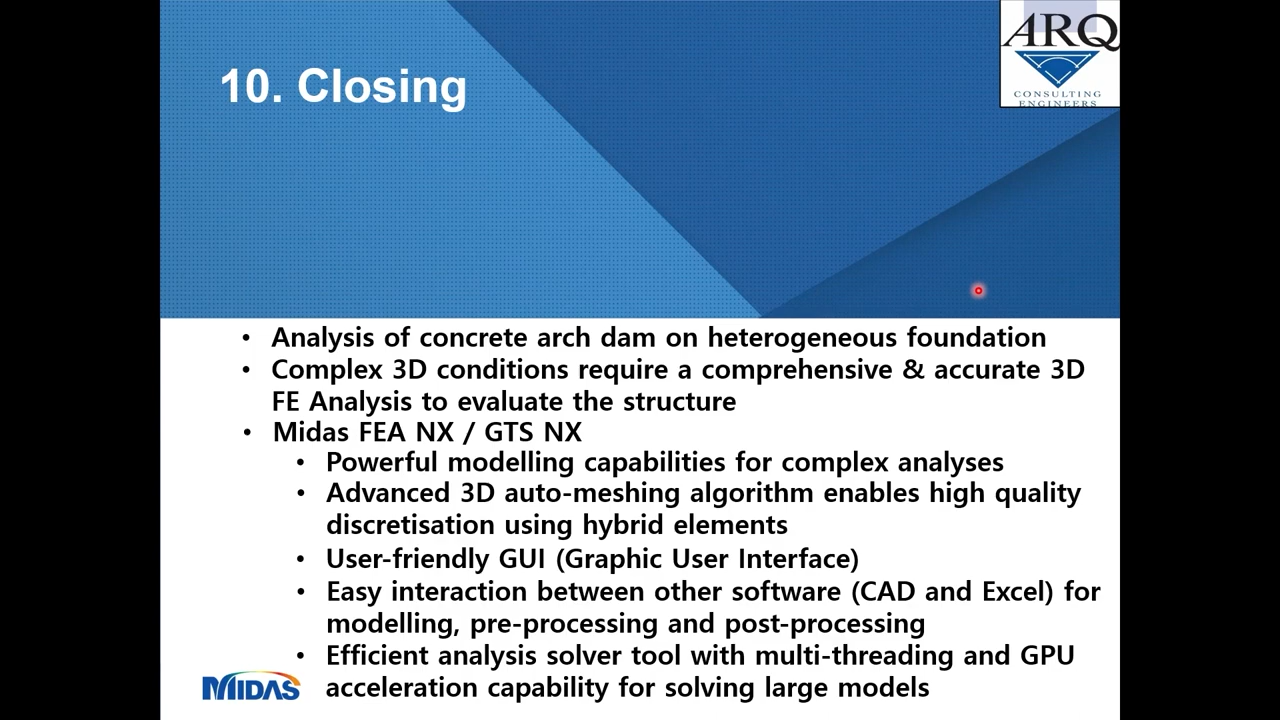 10. Closing
ARQ
CONSULTING
ENGINEERS
• Analysis of concrete arch dam on heterogeneous foundation
• Complex 3D conditions require a comprehensive & accurate 3D
FE Analysis to evaluate the structure
• Midas FEA NX / GTS NX
• Powerful modelling capabilities for complex analyses
• Advanced 3D auto-meshing algorithm enables high quality
discretisation using hybrid elements
• User-friendly GUI (Graphic User Interface)
• Easy interaction between other software (CAD and Excel) for
modelling, pre-processing and post-processing
• Efficient analysis solver tool with multi-threading and GPU
acceleration capability for solving large models
MIDAS